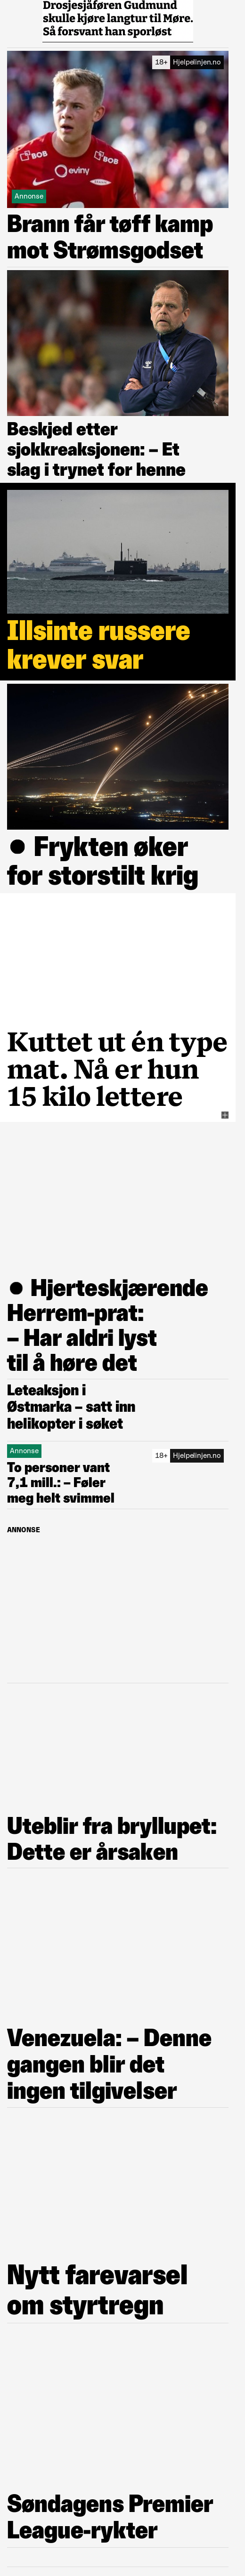 Drosjesjåføren Gudmund
skulle kjøre langtur til Møre.
Så forsvant han sporløst
18+ Hjelpelinjen.no
BOB
BOB
eviny
Annonse
Brann får tøff kamp
mot Strømsgodset
Beskjed etter
sjokkreaksjonen: – Et
slag i trynet for henne
Illsinte russere
krever svar
● Frykten øker
for storstilt krig
Kuttet ut én type
mat. Nå er hun
15 kilo lettere
● Hjerteskjærende
Herrem-prat:
– Har aldri lyst
til å høre det
Leteaksjon i
Østmarka – satt inn
helikopter i søket
Annonse
18+ Hjelpelinjen.no
To personer vant
7,1 mill.: – Føler
meg helt svimmel
ANNONSE
Uteblir fra bryllupet:
Dette er årsaken
Venezuela: – Denne
gangen blir det
ingen tilgivelser
Nytt farevarsel
om styrtregn
Søndagens Premier
League-rykter